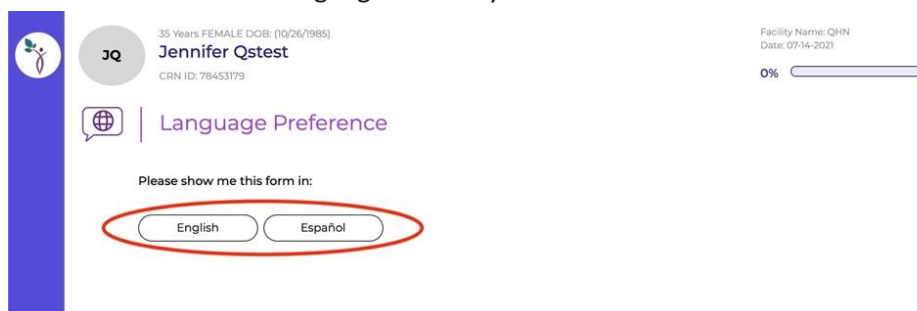 35 Years FEMALE DOB: (10/26/1985)
JQ
Jennifer Qstest
CRN ID: 78453179
Facility Name: QHN
Date: 07-14-2021
0%
Language Preference
Please show me this form in:
English
Español